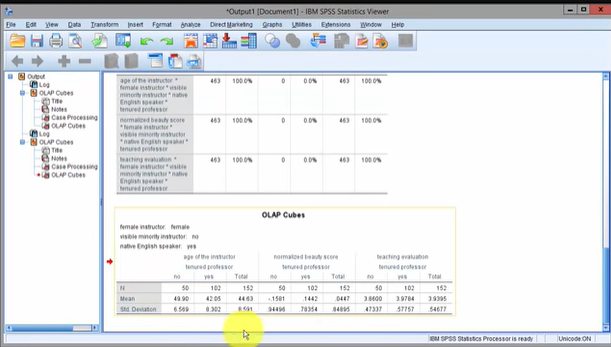 *Output1 [Document1] - IBM SPSS Statistics Viewer
File Edit View Data Transform Insert Format Analyze Direct Marketing Graphs Utilities Extensions Window Help
Output
Log
OLAP Cubes
Title
Notes
Case Processing
OLAP Cubes
Log
OLAP Cubes
Title
Notes
Case Processing
OLAP Cubes
age of the instructor * 463 100.0% 0 0.0% 463 100.0%
female instructor * visible
minority instructor * native
English speaker *
tenured professor
normalized beauty score 463 100.0% 0 0.0% 463 100.0%
* female instructor *
visible minority instructor
* native English speaker *
tenured professor
teaching evaluation * 463 100.0% 0 0.0% 463 100.0%
female instructor * visible
minority instructor * native
English speaker *
tenured professor
OLAP Cubes
female instructor: female
visible minority instructor: no
native English speaker: yes
age of the instructor normalized beauty score teaching evaluation
tenured professor tenured professor tenured professor
no yes Total no yes Total no yes Total
N 50 102 152 50 102 152 50 102 152
Mean 49.90 42.05 44.63 -.1581 .1442 .0447 3.8600 3.9784 3.9395
Std. Deviation 6.569 8.302 8.591 .94496 .78354 .84895 .47337 .57757 .54677
IBM SPSS Statistics Processor is ready Unicode:ON